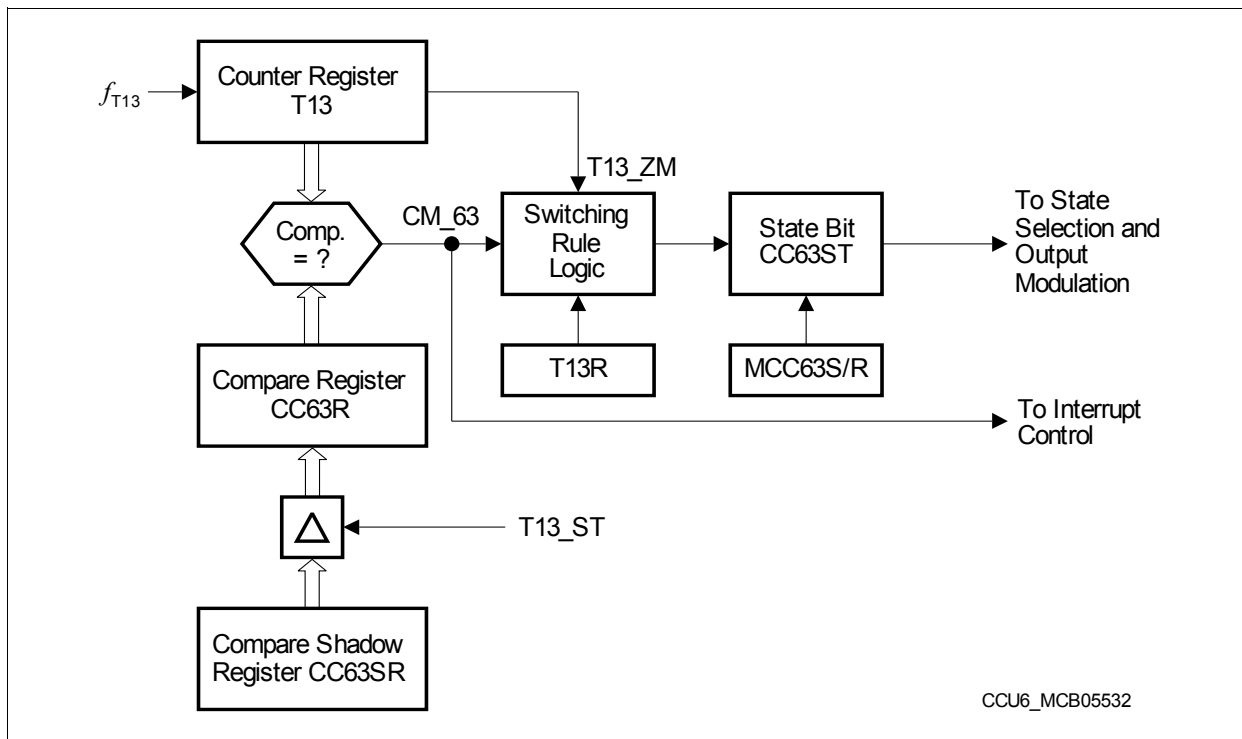 Counter Register
T13
fT13
T13_ZM
CM_63
Comp.
= ?
Switching
Rule
Logic
State Bit
CC63ST
To State
Selection and
Output
Modulation
Compare Register
CC63R
T13R
MCC63S/R
To Interrupt
Control
T13_ST
Compare Shadow
Register CC63SR
CCU6_MCB05532